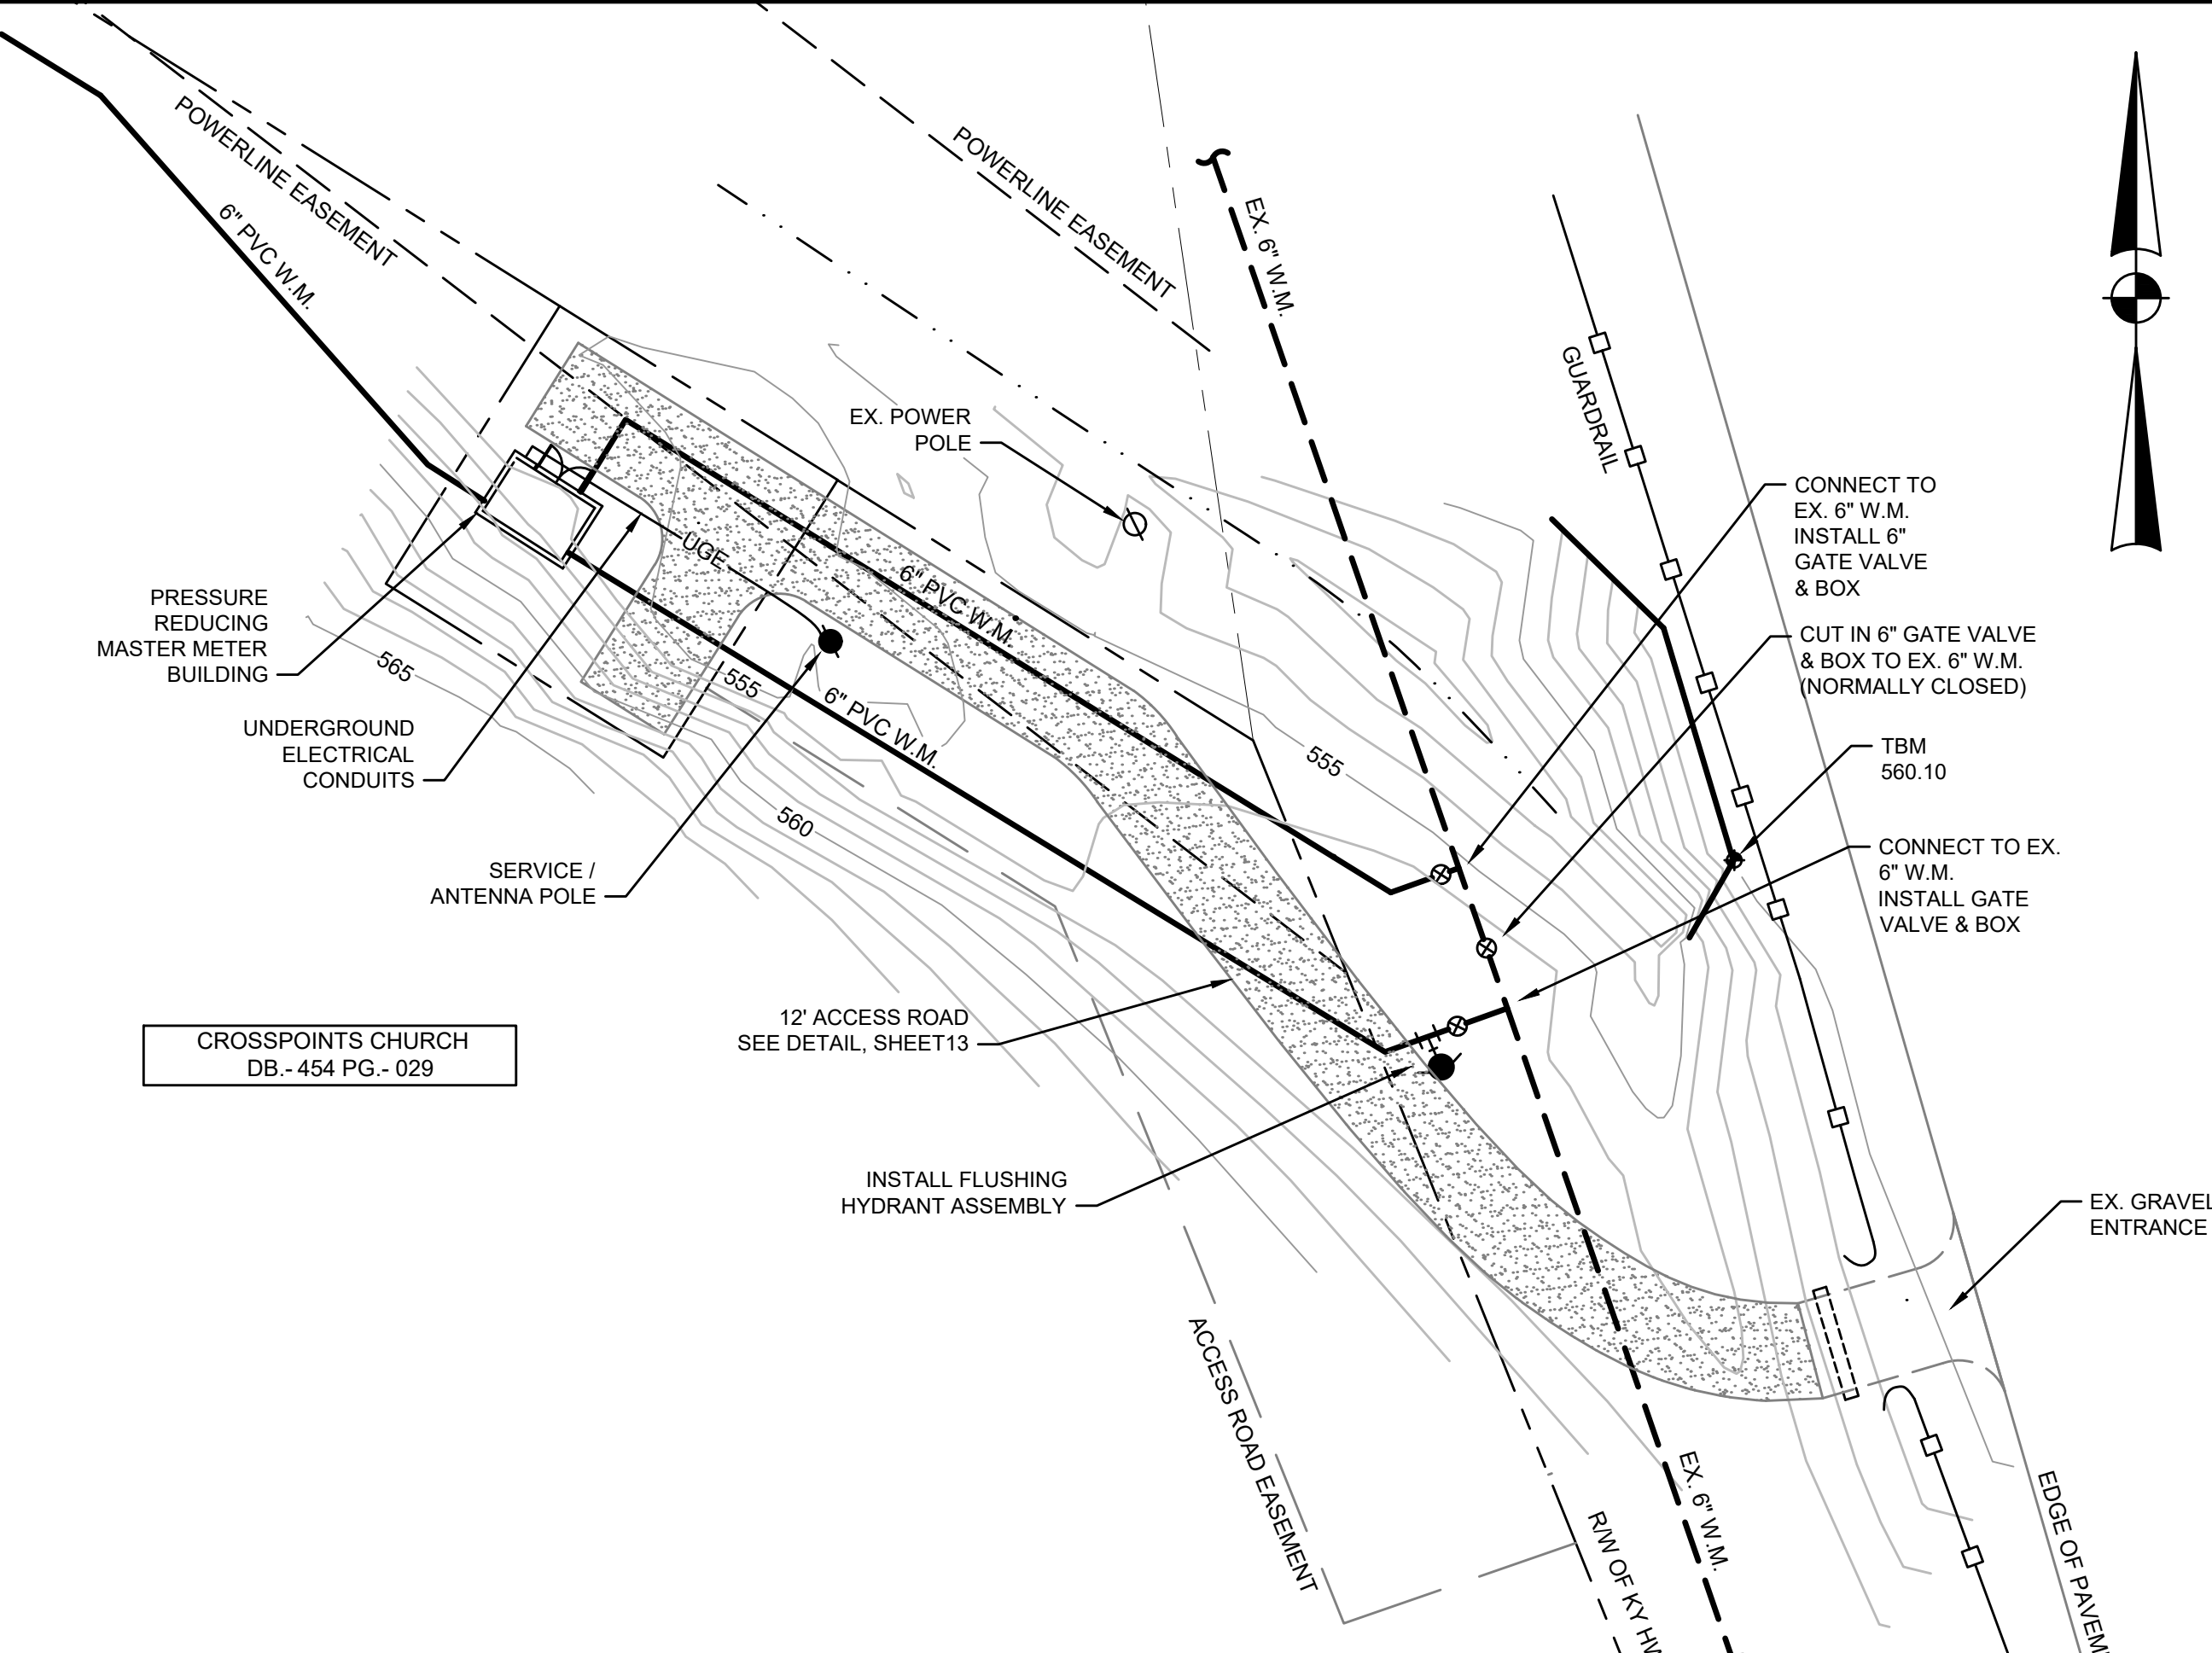 POWERLINE EASEMENT
6" PVC W.M.
POWERLINE EASEMENT
EX. 6" W.M.
GUARDRAIL
EX. POWER
POLE
CONNECT TO
EX. 6" W.M.
INSTALL 6"
GATE VALVE
& BOX
CUT IN 6" GATE VALVE
& BOX TO EX. 6" W.M.
(NORMALLY CLOSED)
TBM
560.10
CONNECT TO EX.
6" W.M.
INSTALL GATE
VALVE & BOX
UGE
6" PVC W.M.
PRESSURE
REDUCING
MASTER METER
BUILDING
565
555
6" PVC W.M.
555
UNDERGROUND
ELECTRICAL
CONDUITS
560
SERVICE /
ANTENNA POLE
12' ACCESS ROAD
SEE DETAIL, SHEET13
CROSSPOINTS CHURCH
DB.- 454 PG.- 029
INSTALL FLUSHING
HYDRANT ASSEMBLY
EX. GRAVEL
ENTRANCE
ACCESS ROAD EASEMENT
R/W OF KY
EX. 6" W.M.
EDGE OF